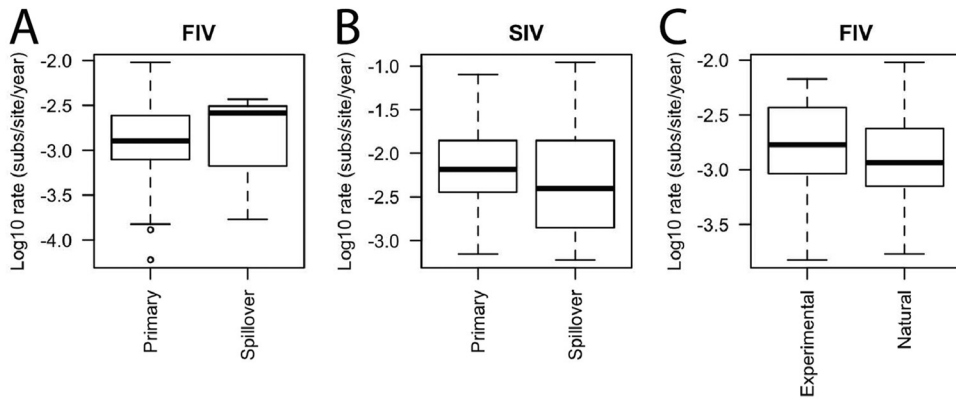 A
FIV
Log10 rate (subs/site/year)
-2.0
-2.5
-3.0
-3.5
-4.0
Primary
Spillover
B
SIV
Log10 rate (subs/site/year)
-1.0
-1.5
-2.0
-2.5
-3.0
Primary
Spillover
C
FIV
Log10 rate (subs/site/year)
-2.0
-2.5
-3.0
-3.5
Experimental
Natural